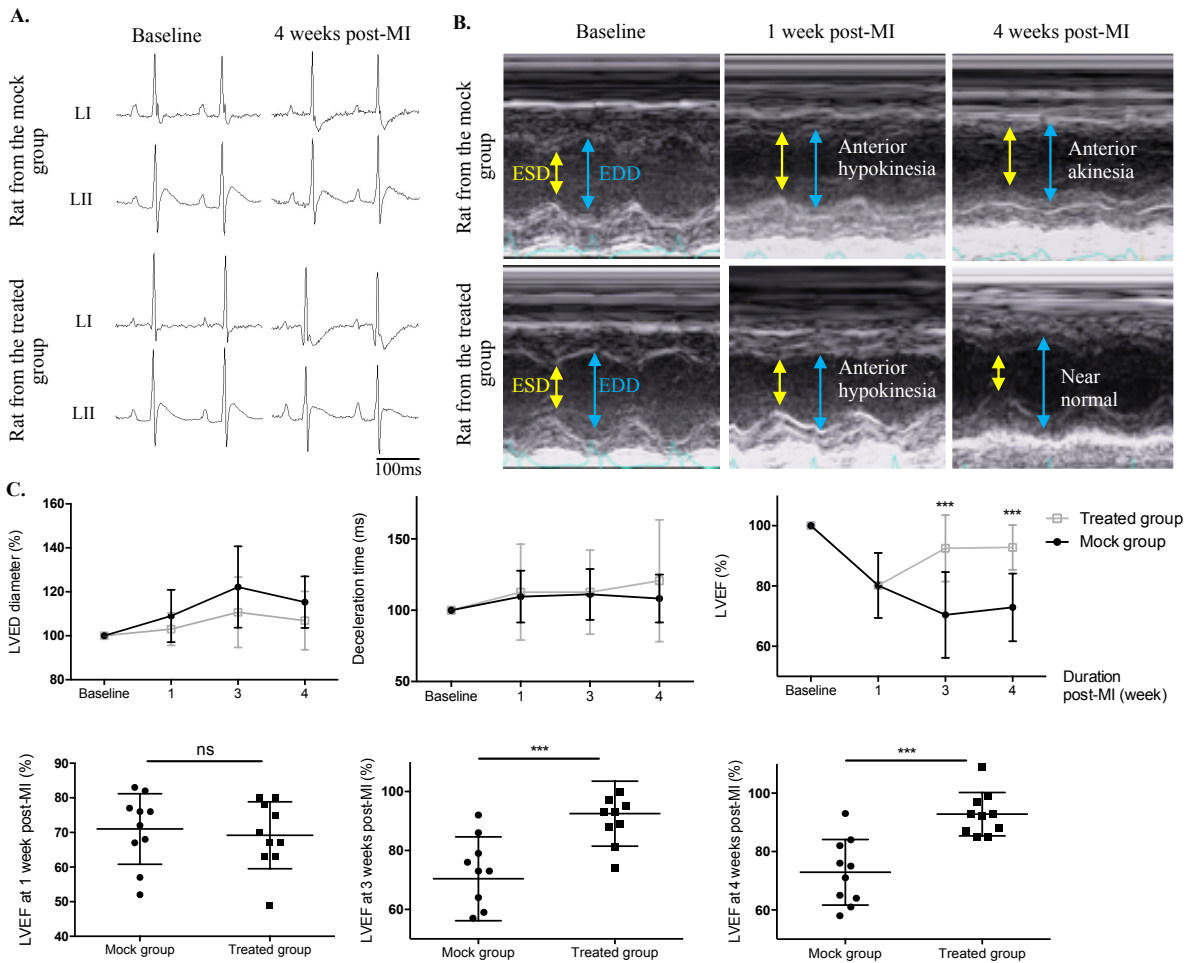 A.
Baseline
4 weeks post-MI
Rat from the mock
group
LI
LII
Rat from the treated
group
LI
LII
100ms
B.
Baseline
1 week post-MI
4 weeks post-MI
Rat from the mock
group
ESD
EDD
Anterior
hypokinesia
Anterior
akinesia
Rat from the treated
group
ESD
EDD
Anterior
hypokinesia
Near
normal
C.
LVED diameter (%)
160
140
120
100
80
Baseline
1
3
4
Deceleration time (ms)
150
100
50
Baseline
1
3
4
LVEF (%)
100
80
60
***
***
Baseline
1
3
4
Treated group
Mock group
Duration
post-MI (week)
LVEF at 1 week post-MI (%)
90
80
70
60
50
40
ns
Mock group
Treated group
LVEF at 3 weeks post-MI (%)
100
80
60
***
Mock group
Treated group
LVEF at 4 weeks post-MI (%)
100
80
60
***
Mock group
Treated group